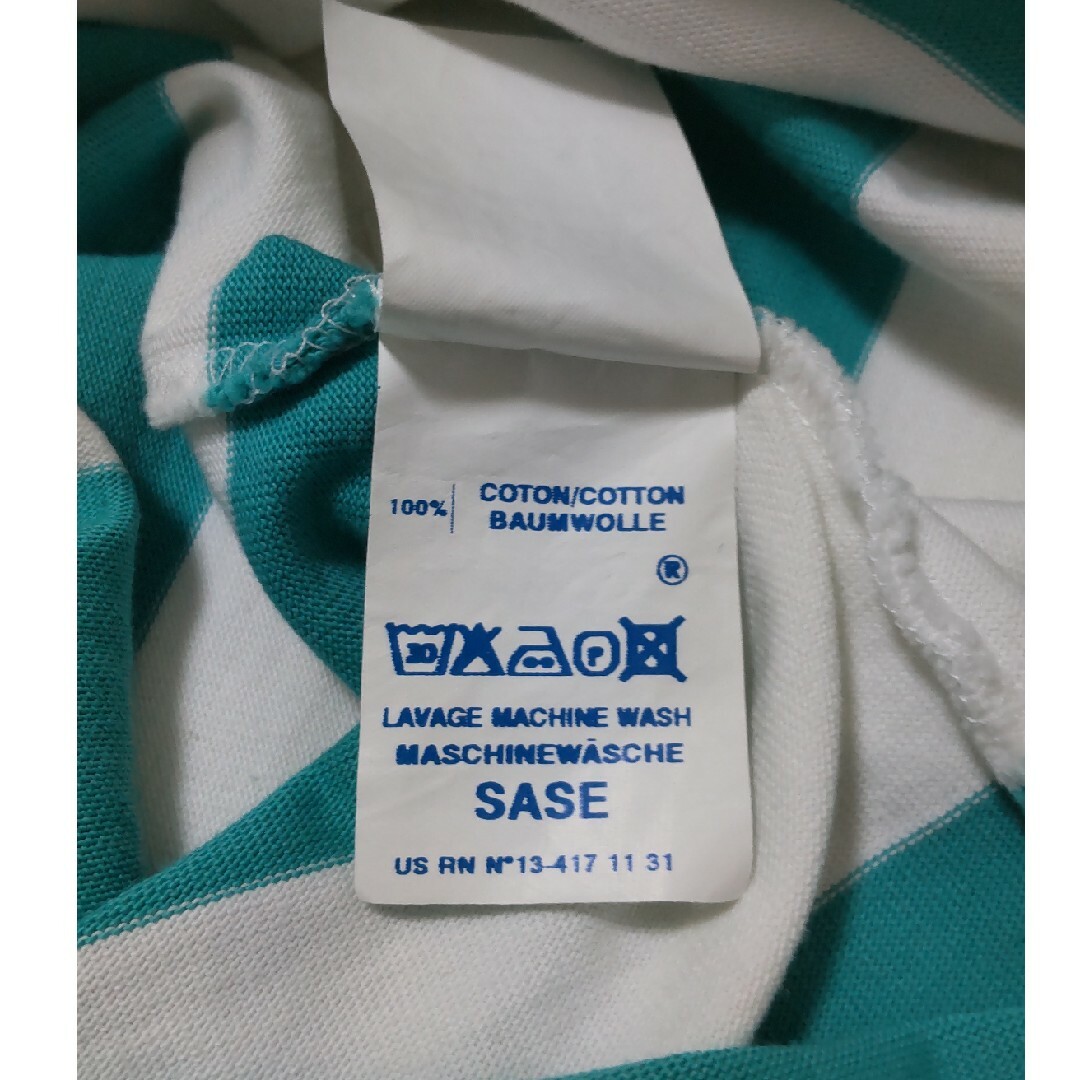 100% COTON/COTTON
BAUMWOLLE
®
30 P
LAVAGE MACHINE WASH
MASCHINEWÄSCHE
SASE
US RN N°13-417 11 31